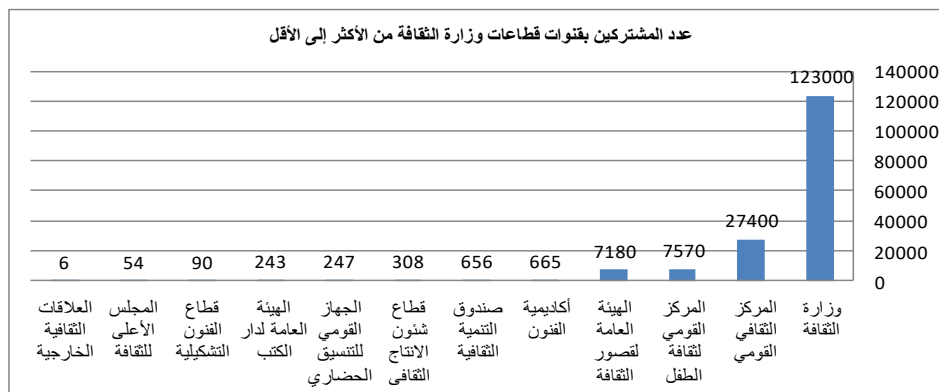 عدد المشتركين بقنوات قطاعات وزارة الثقافة من الأكثر إلى الأقل
140000
120000
100000
80000
60000
40000
20000
0
123000
27400
7570
7180
665
656
308
247
243
90
54
6
وزارة
الثقافة
المركز
الثقافي
القومي
المركز
القومي
لثقافة
الطفل
الهيئة
العامة
لقصور
الثقافة
أكاديمية
الفنون
صندوق
التنمية
الثقافية
قطاع
شئون
الانتاج
الثقافى
الجهاز
القومي
للتنسيق
الحضاري
الهيئة
العامة لدار
الكتب
قطاع
الفنون
التشكيلية
المجلس
الأعلى
للثقافة
العلاقات
الثقافية
الخارجية